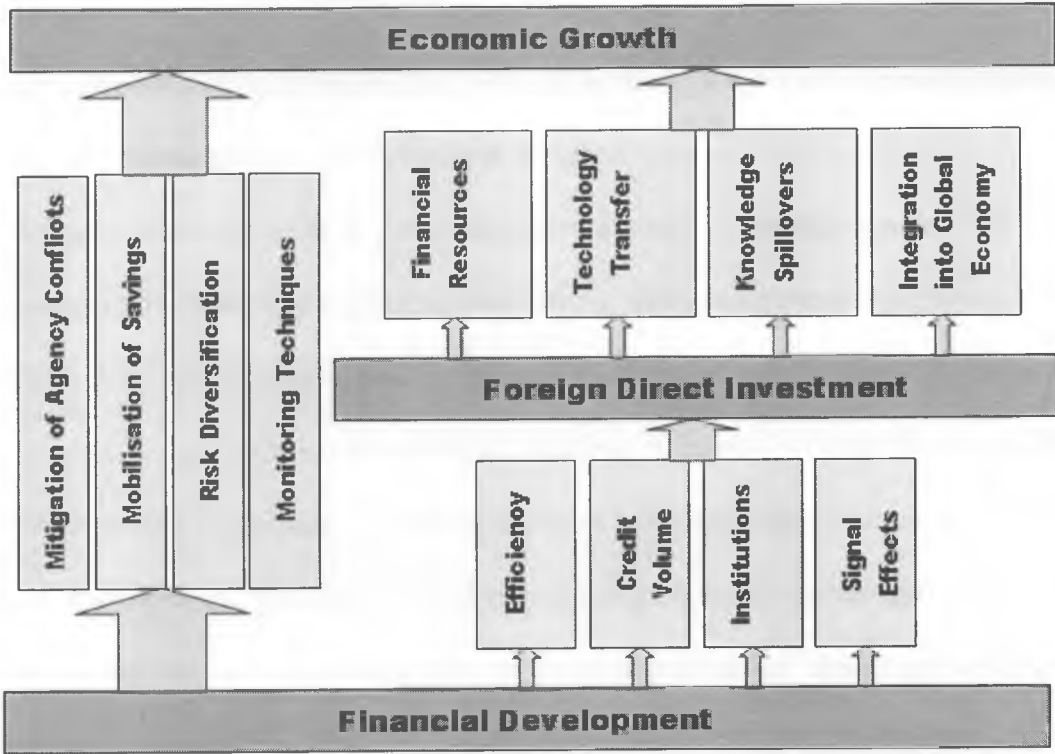 Economic Growth
Mitigation of Agency Confliots
Mobilisation of Savings
Risk Diversification
Monitoring Techniques
Financial
Resources
Technology
Transfer
Knowledge
Spillovers
Integration
into Global
Economy
Foreign Direct Investment
Efficienoy
Credit
Volume
Institutions
Signal
Effects
Financial Development